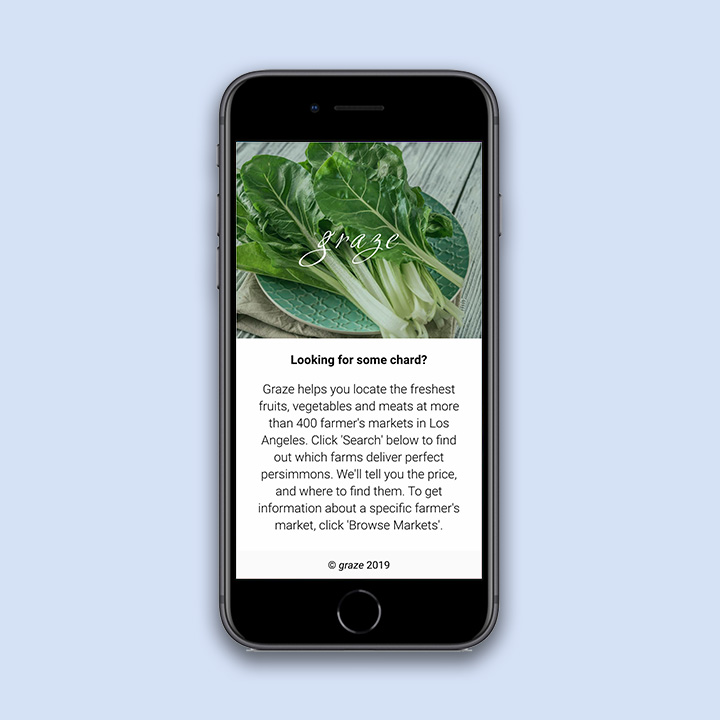 graze
Looking for some chard?
Graze helps you locate the freshest
fruits, vegetables and meats at more
than 400 farmer's markets in Los
Angeles. Click 'Search' below to find
out which farms deliver perfect
persimmons. We'll tell you the price,
and where to find them. To get
information about a specific farmer's
market, click 'Browse Markets'.
© graze 2019